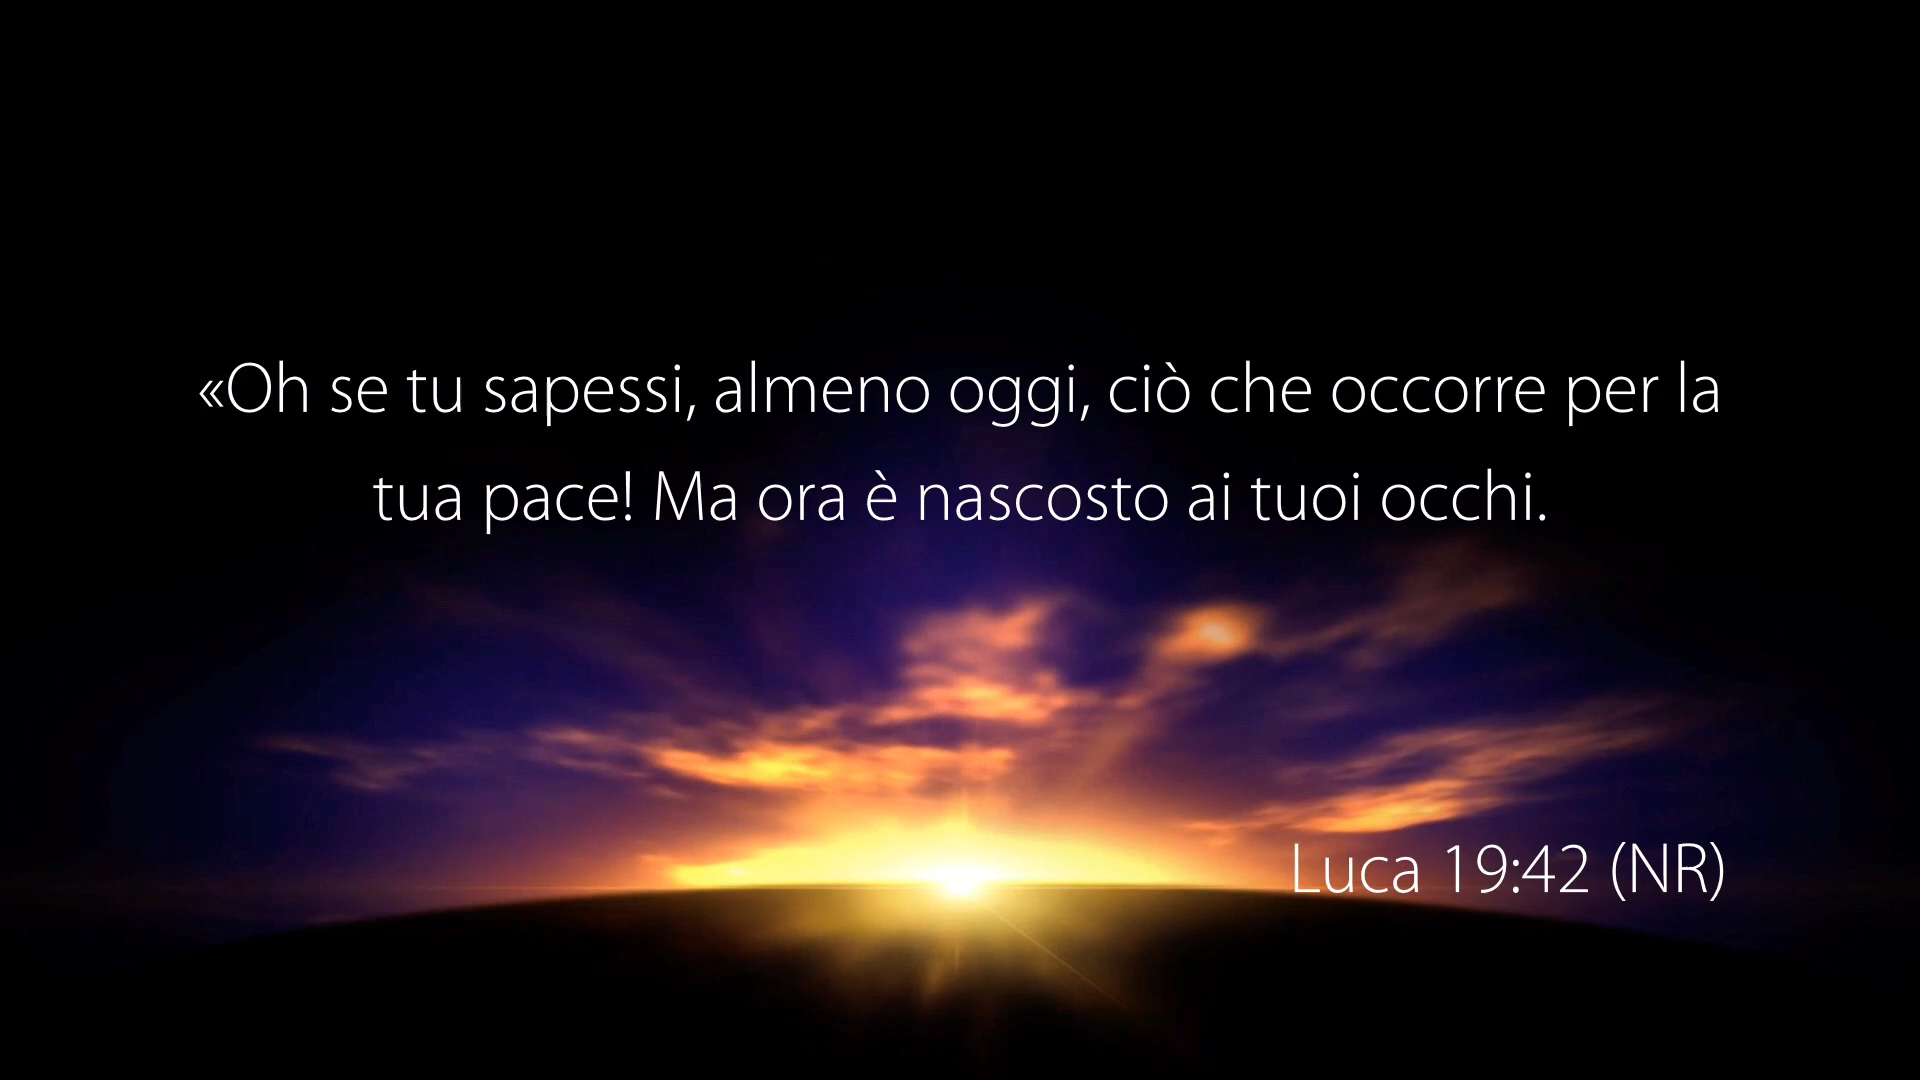 «Oh se tu sapessi, almeno oggi, ciò che occorre per la
tua pace! Ma ora è nascosto ai tuoi occhi.
Luca 19:42 (NR)